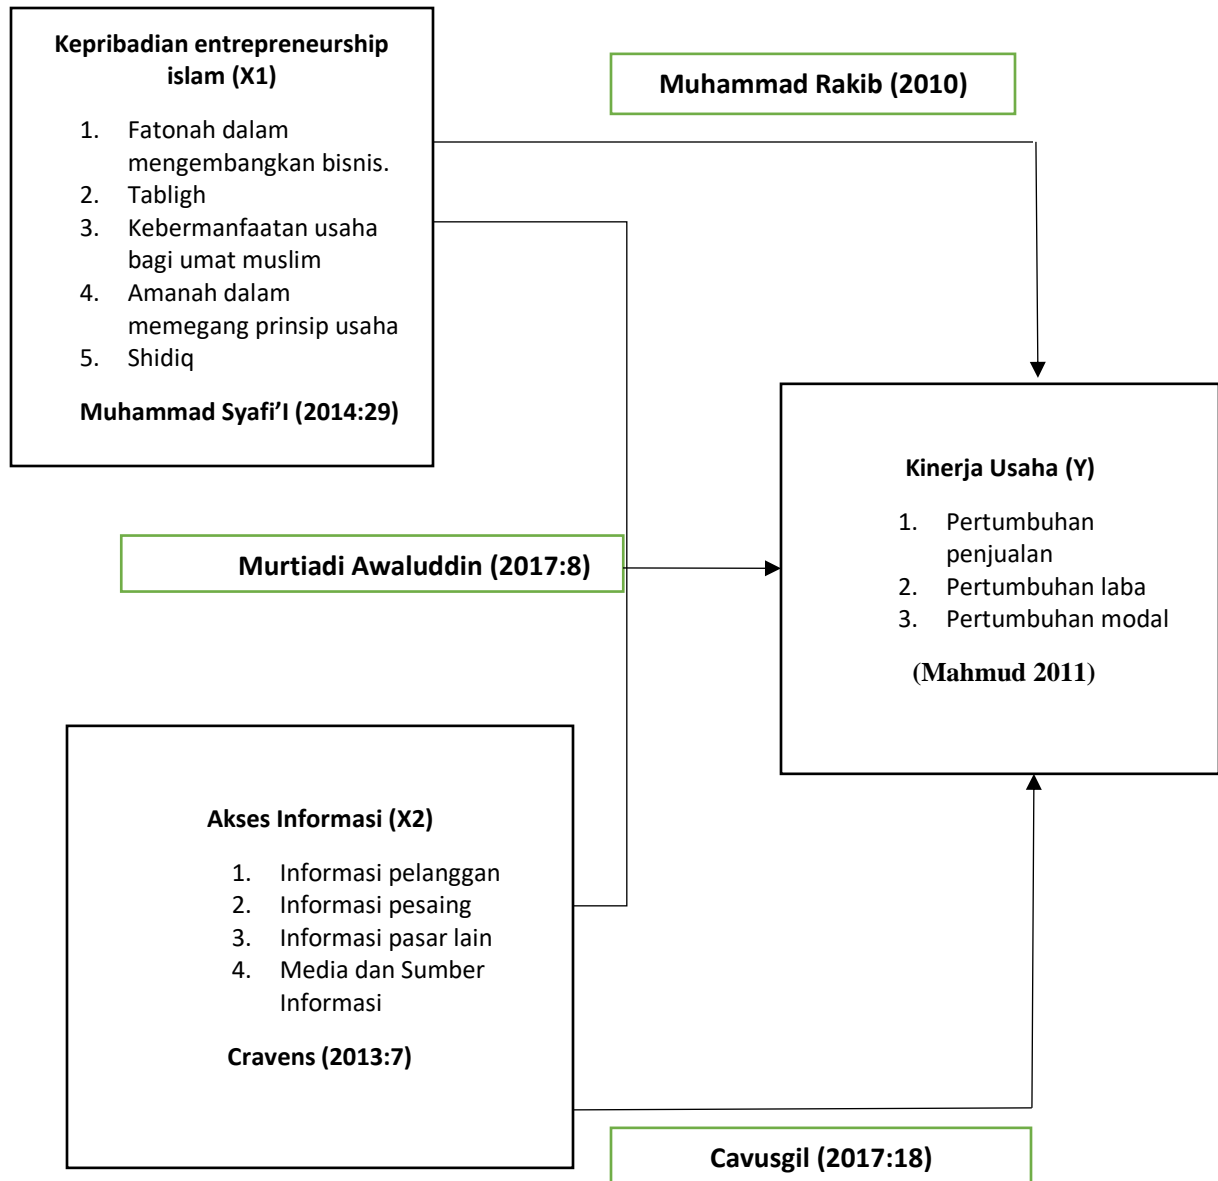 Kepribadian entrepreneurship
islam (X1)
1. Fatonah dalam
mengembangkan bisnis.
2. Tabligh
3. Kebermanfaatan usaha
bagi umat muslim
4. Amanah dalam
memegang prinsip usaha
5. Shidiq
Muhammad Syafi’I (2014:29)
Muhammad Rakib (2010)
Murtiadi Awaluddin (2017:8)
Kinerja Usaha (Y)
1. Pertumbuhan
penjualan
2. Pertumbuhan laba
3. Pertumbuhan modal
(Mahmud 2011)
Akses Informasi (X2)
1. Informasi pelanggan
2. Informasi pesaing
3. Informasi pasar lain
4. Media dan Sumber
Informasi
Cravens (2013:7)
Cavusgil (2017:18)